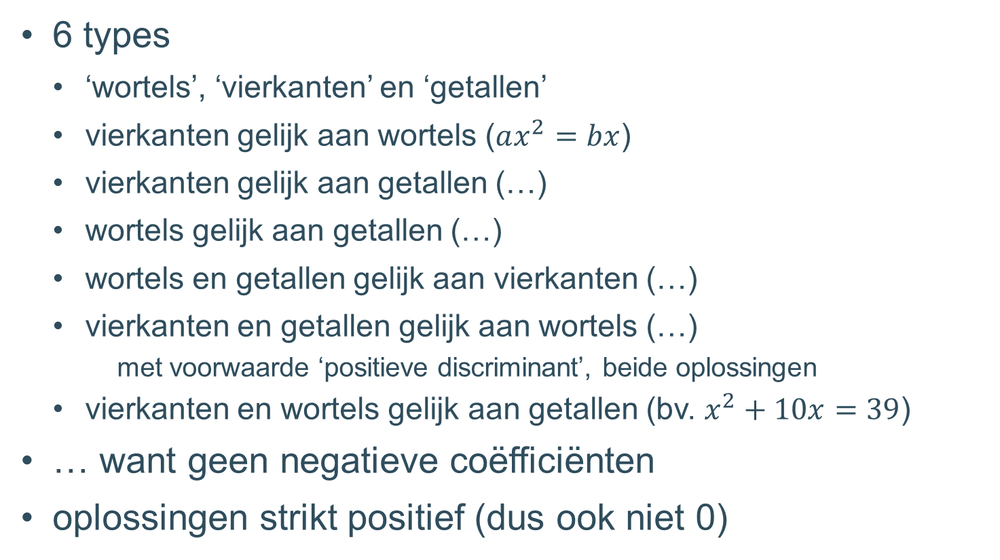 • 6 types
• ‘wortels’, ‘vierkanten’ en ‘getallen’
• vierkanten gelijk aan wortels (𝑎𝑥² = 𝑏𝑥)
• vierkanten gelijk aan getallen (…)
• wortels gelijk aan getallen (…)
• wortels en getallen gelijk aan vierkanten (…)
• vierkanten en getallen gelijk aan wortels (…)
met voorwaarde ‘positieve discriminant’, beide oplossingen
• vierkanten en wortels gelijk aan getallen (bv. 𝑥² + 10𝑥 = 39)
• … want geen negatieve coëfficiënten
• oplossingen strikt positief (dus ook niet 0)